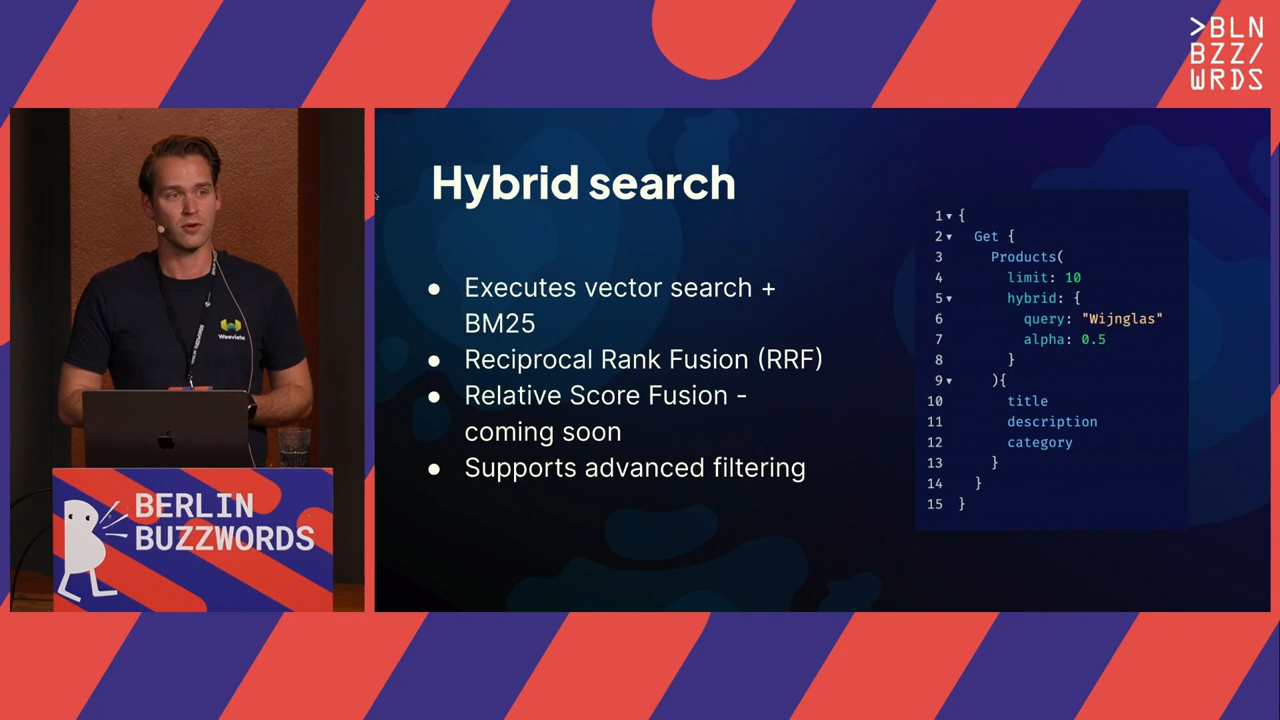 >BLN
BZZ/
WRDS
Hybrid search
● Executes vector search +
BM25
● Reciprocal Rank Fusion (RRF)
● Relative Score Fusion -
coming soon
● Supports advanced filtering
1 {
2 Get {
3 Products(
4 limit: 10
5 hybrid: {
6 query: "Wijnglas"
7 alpha: 0.5
8 }
9 ){
10 title
11 description
12 category
13 }
14 }
15 }
Weaviate
BERLIN
BUZZWORDS